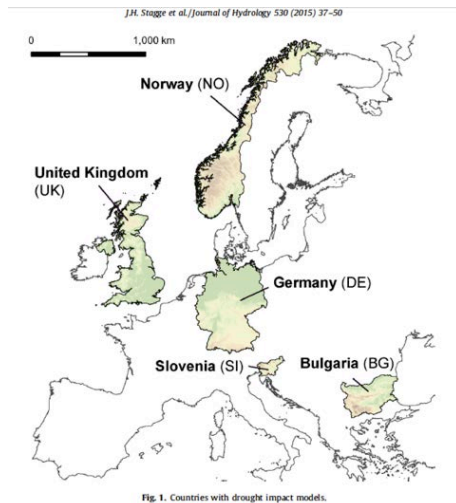 J.H. Stagge et al./Journal of Hydrology 530 (2015) 37–50
0 1,000 km
Norway (NO)
United Kingdom
(UK)
Germany (DE)
Slovenia (SI)
Bulgaria (BG)
Fig. 1. Countries with drought impact models.